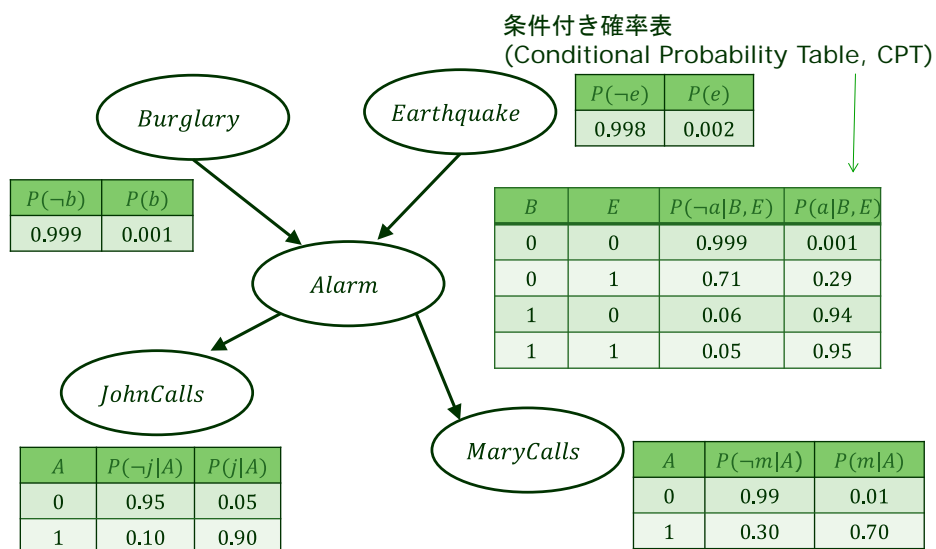 条件付き確率表
(Conditional Probability Table, CPT)
Burglary
Earthquake
P(¬e) P(e)
0.998 0.002
P(¬b) P(b)
0.999 0.001
B E P(¬a|B,E) P(a|B,E)
0 0 0.999 0.001
0 1 0.71 0.29
1 0 0.06 0.94
1 1 0.05 0.95
Alarm
JohnCalls
MaryCalls
A P(¬j|A) P(j|A)
0 0.95 0.05
1 0.10 0.90
A P(¬m|A) P(m|A)
0 0.99 0.01
1 0.30 0.70